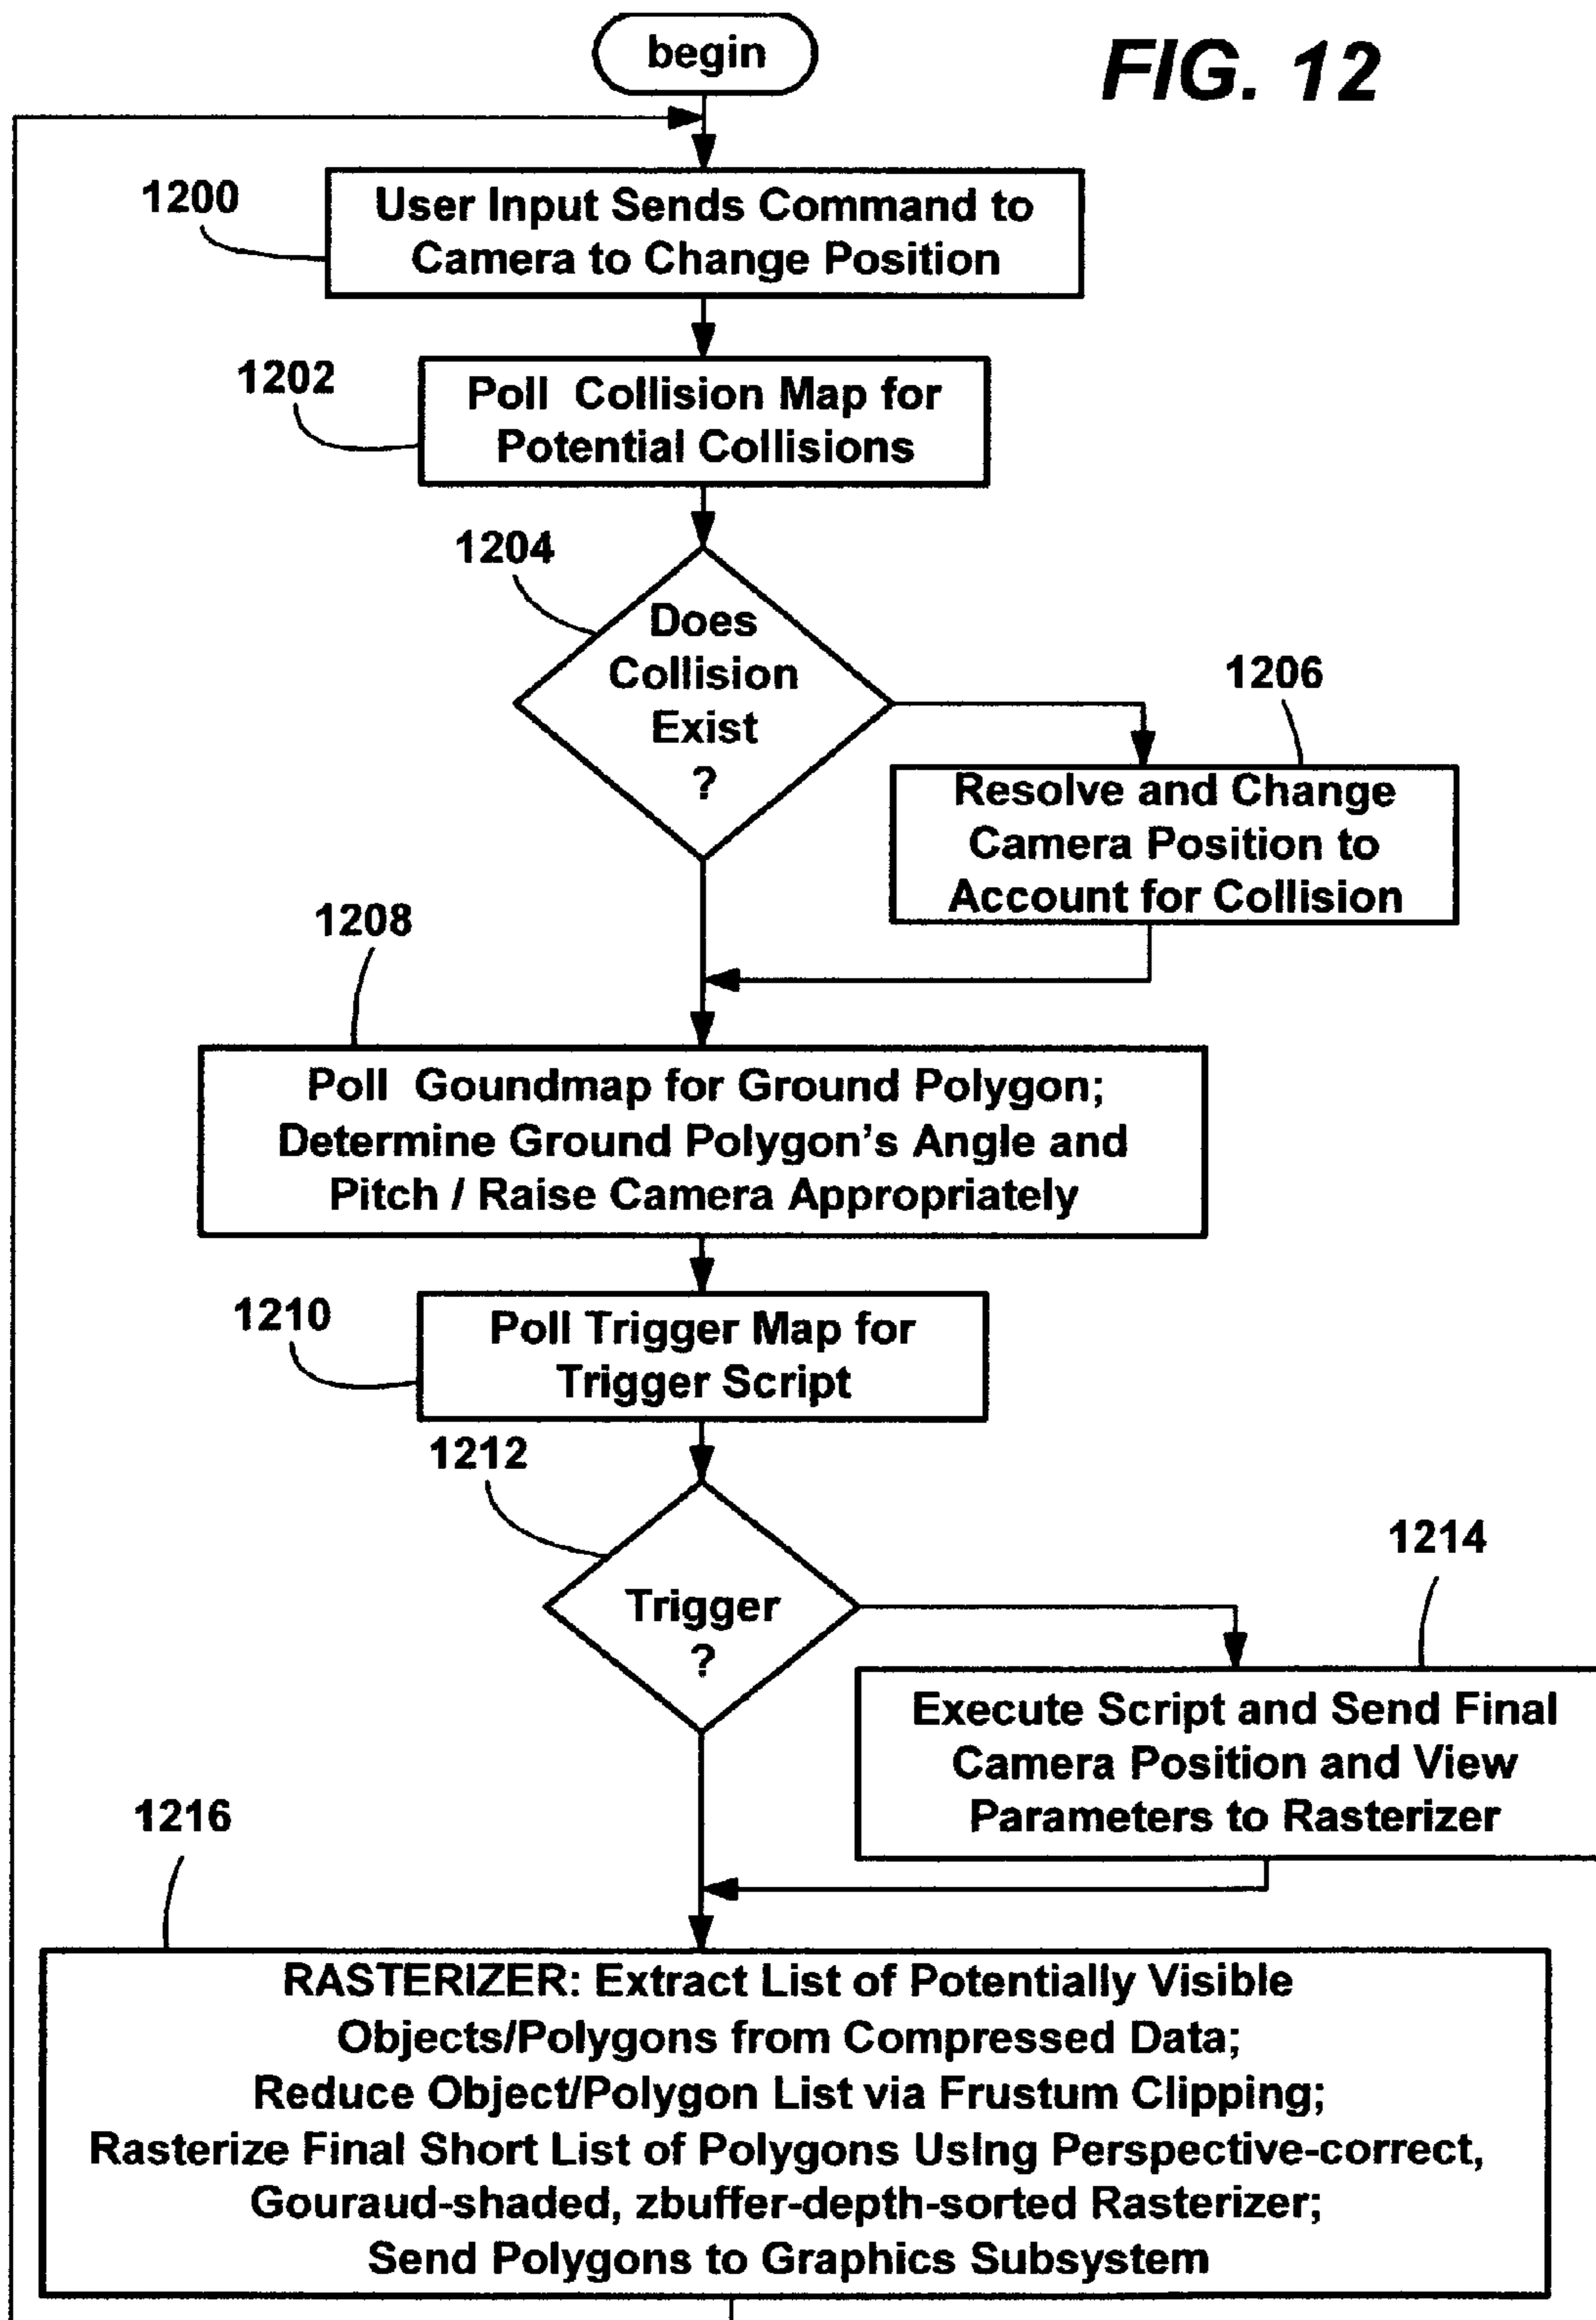 begin
FIG. 12
1200
User Input Sends Command to
Camera to Change Position
1202
Poll Collision Map for
Potential Collisions
1204
Does
Collision
Exist
?
1206
Resolve and Change
Camera Position to
Account for Collision
1208
Poll Goundmap for Ground Polygon;
Determine Ground Polygon's Angle and
Pitch / Raise Camera Appropriately
1210
Poll Trigger Map for
Trigger Script
1212
Trigger
?
1214
Execute Script and Send Final
Camera Position and View
Parameters to Rasterizer
1216
RASTERIZER: Extract List of Potentially Visible
Objects/Polygons from Compressed Data;
Reduce Object/Polygon List via Frustum Clipping;
Rasterize Final Short List of Polygons Using Perspective-correct,
Gouraud-shaded, zbuffer-depth-sorted Rasterizer;
Send Polygons to Graphics Subsystem